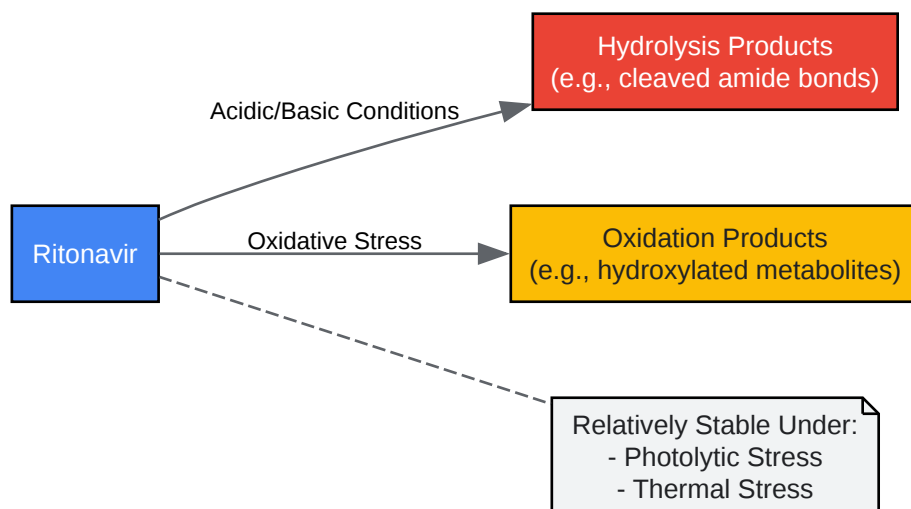 Hydrolysis Products
(e.g., cleaved amide bonds)
Acidic/Basic Conditions
Ritonavir
Oxidative Stress
Oxidation Products
(e.g., hydroxylated metabolites)
Relatively Stable Under:
- Photolytic Stress
- Thermal Stress